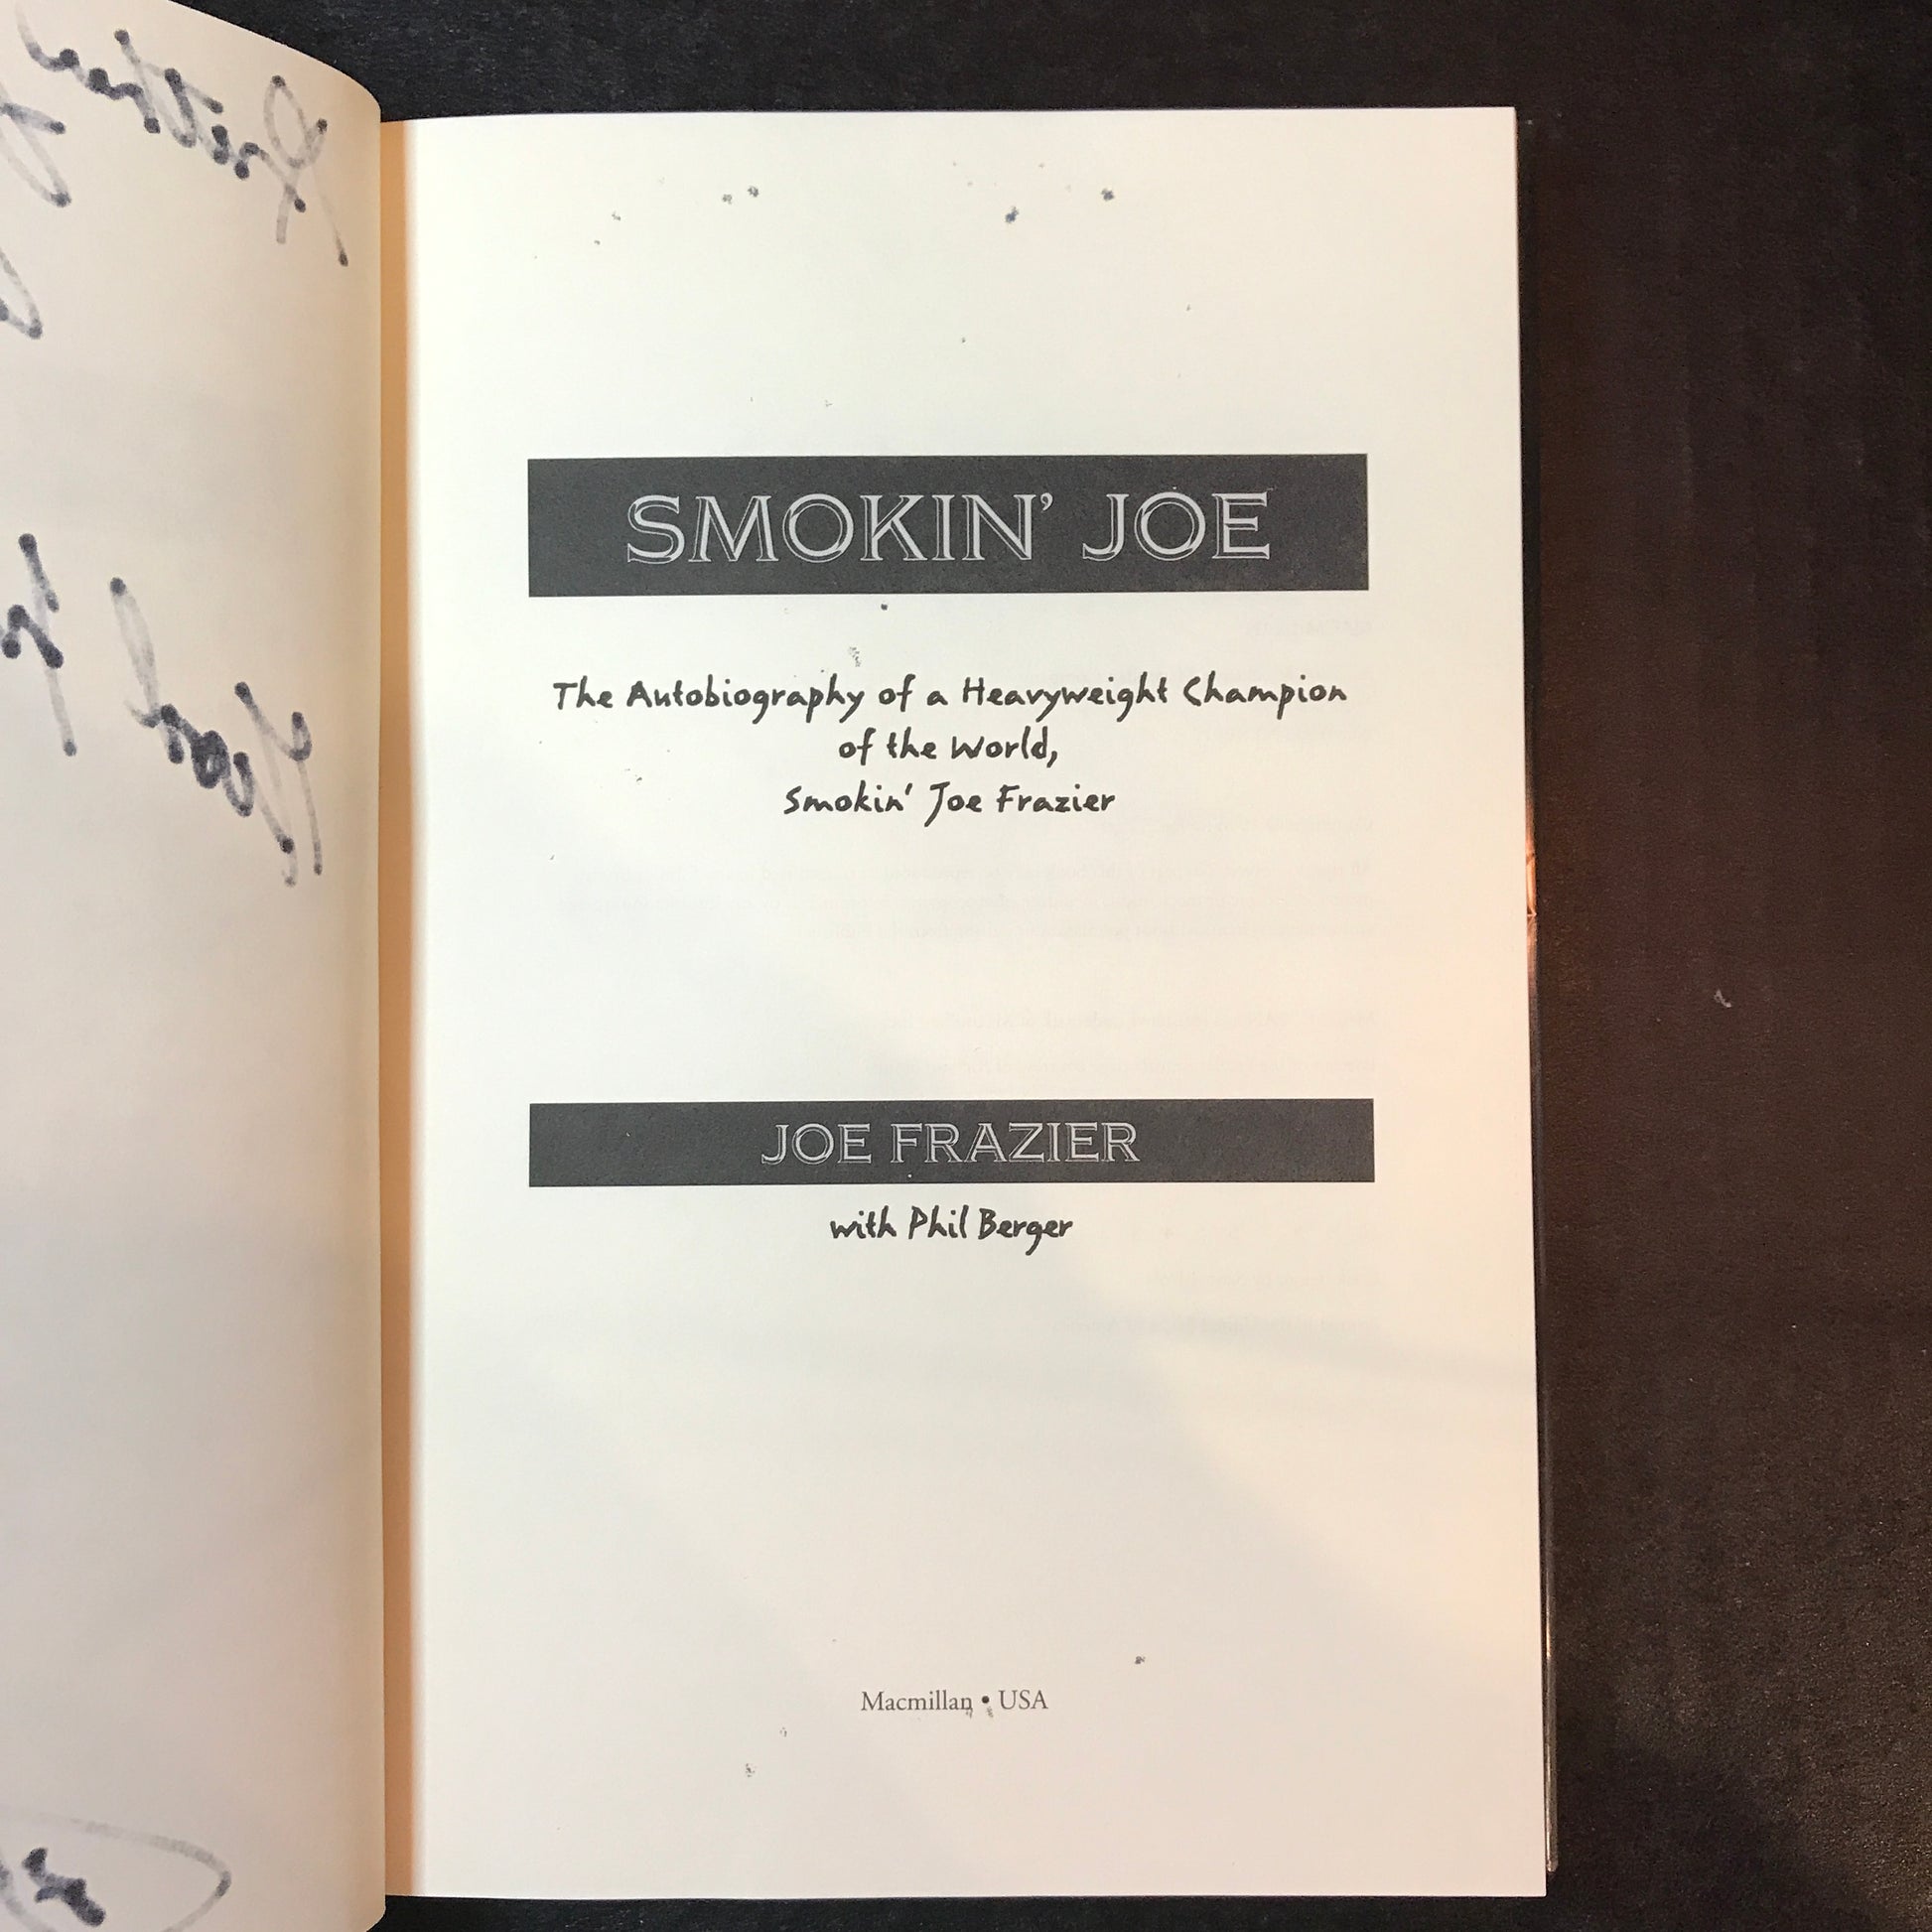 SMOKIN' JOE
The Autobiography of a Heavyweight Champion
of the World,
Smokin' Joe Frazier
JOE FRAZIER
with Phil Berger
Macmillan • USA